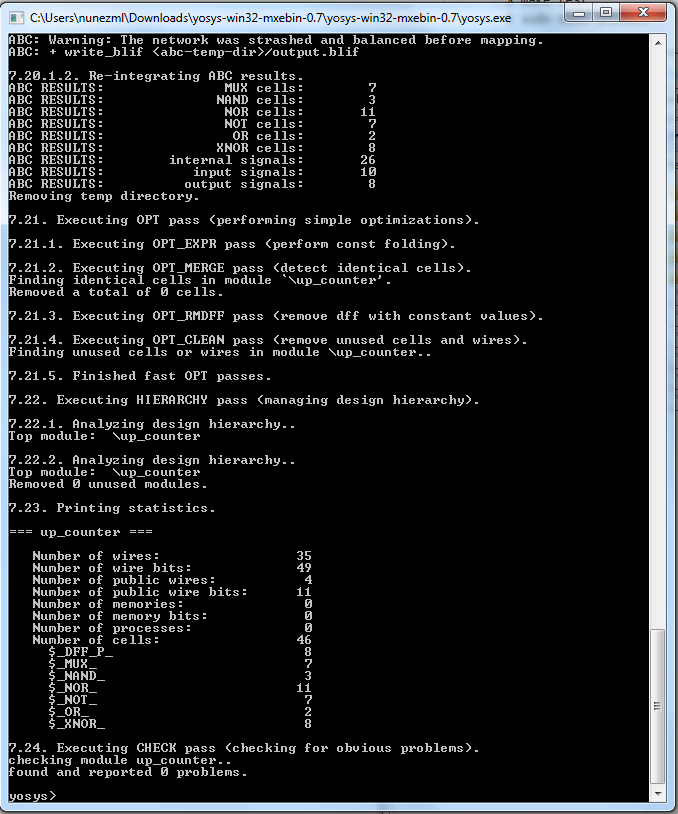 C:\Users\nunezml\Downloads\yosys-win32-mxebin-0.7\yosys-win32-mxebin-0.7\yosys.exe
ABC: Warning: The network was strashed and balanced before mapping.
ABC: + write_blif <abc-temp-dir>/output.blif
7.20.1.2. Re-integrating ABC results.
ABC RESULTS:               MUX cells:        7
ABC RESULTS:              NAND cells:        3
ABC RESULTS:               NOR cells:       11
ABC RESULTS:               NOT cells:        7
ABC RESULTS:                OR cells:        2
ABC RESULTS:              XNOR cells:        8
ABC RESULTS:        internal signals:       26
ABC RESULTS:           input signals:       10
ABC RESULTS:          output signals:        8
Removing temp directory.
7.21. Executing OPT pass (performing simple optimizations).
7.21.1. Executing OPT_EXPR pass (perform const folding).
7.21.2. Executing OPT_MERGE pass (detect identical cells).
Finding identical cells in module `\up_counter'.
Removed a total of 0 cells.
7.21.3. Executing OPT_RMDFF pass (remove dff with constant values).
7.21.4. Executing OPT_CLEAN pass (remove unused cells and wires).
Finding unused cells or wires in module \up_counter..
7.21.5. Finished fast OPT passes.
7.22. Executing HIERARCHY pass (managing design hierarchy).
7.22.1. Analyzing design hierarchy..
Top module:  \up_counter
7.22.2. Analyzing design hierarchy..
Top module:  \up_counter
Removed 0 unused modules.
7.23. Printing statistics.
=== up_counter ===
   Number of wires:                 35
   Number of wire bits:             49
   Number of public wires:           4
   Number of public wire bits:      11
   Number of memories:               0
   Number of memory bits:            0
   Number of processes:              0
   Number of cells:                 46
     $_DFF_P_                        8
     $_MUX_                          7
     $_NAND_                         3
     $_NOR_                         11
     $_NOT_                          7
     $_OR_                           2
     $_XNOR_                         8
7.24. Executing CHECK pass (checking for obvious problems).
checking module up_counter..
found and reported 0 problems.
yosys>